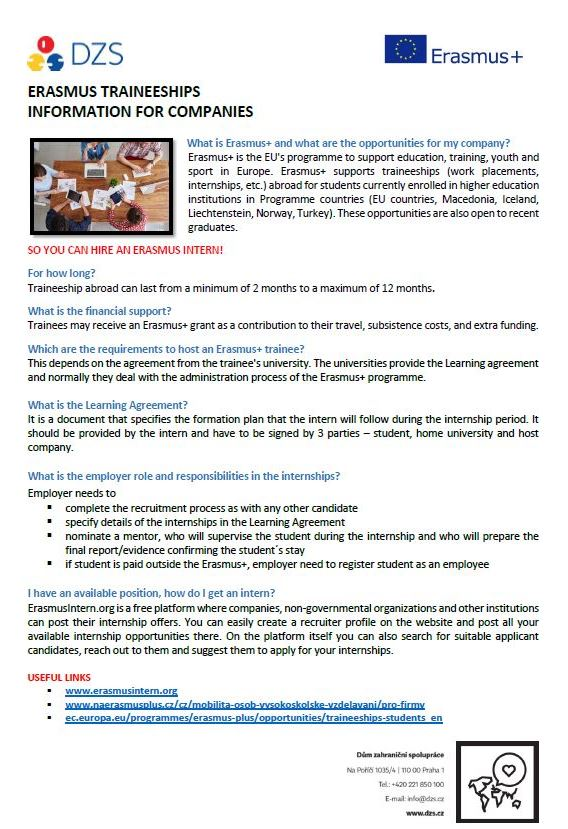 DZS
Erasmus+
ERASMUS TRAINEESHIPS
INFORMATION FOR COMPANIES
What is Erasmus+ and what are the opportunities for my company?
Erasmus+ is the EU's programme to support education, training, youth and
sport in Europe. Erasmus+ supports traineeships (work placements,
internships, etc.) abroad for students currently enrolled in higher education
institutions in Programme countries (EU countries, Macedonia, Iceland,
Liechtenstein, Norway, Turkey). These opportunities are also open to recent
graduates.
SO YOU CAN HIRE AN ERASMUS INTERN!
For how long?
Traineeship abroad can last from a minimum of 2 months to a maximum of 12 months.
What is the financial support?
Trainees may receive an Erasmus+ grant as a contribution to their travel, subsistence costs, and extra funding.
Which are the requirements to host an Erasmus+ trainee?
This depends on the agreement from the trainee's university. The universities provide the Learning agreement
and normally they deal with the administration process of the Erasmus+ programme.
What is the Learning Agreement?
It is a document that specifies the formation plan that the intern will follow during the internship period. It
should be provided by the intern and have to be signed by 3 parties – student, home university and host
company.
What is the employer role and responsibilities in the internships?
Employer needs to
▪ complete the recruitment process as with any other candidate
▪ specify details of the internships in the Learning Agreement
▪ nominate a mentor, who will supervise the student during the internship and who will prepare the
final report/evidence confirming the student´s stay
▪ if student is paid outside the Erasmus+, employer need to register student as an employee
I have an available position, how do I get an intern?
ErasmusIntern.org is a free platform where companies, non-governmental organizations and other institutions
can post their internship offers. You can easily create a recruiter profile on the website and post all your
available internship opportunities there. On the platform itself you can also search for suitable applicant
candidates, reach out to them and suggest them to apply for your internships.
USEFUL LINKS
▪ www.erasmusintern.org
▪ www.naerasmusplus.cz/cz/mobilita-osob-vysokoskolske-vzdelavani/pro-firmy
▪ ec.europa.eu/programmes/erasmus-plus/opportunities/traineeships-students_en
Dům zahraniční spolupráce
Na Poříčí 1035/4 | 110 00 Praha 1
Tel.: +420 221 850 100
E-mail: info@dzs.cz
www.dzs.cz